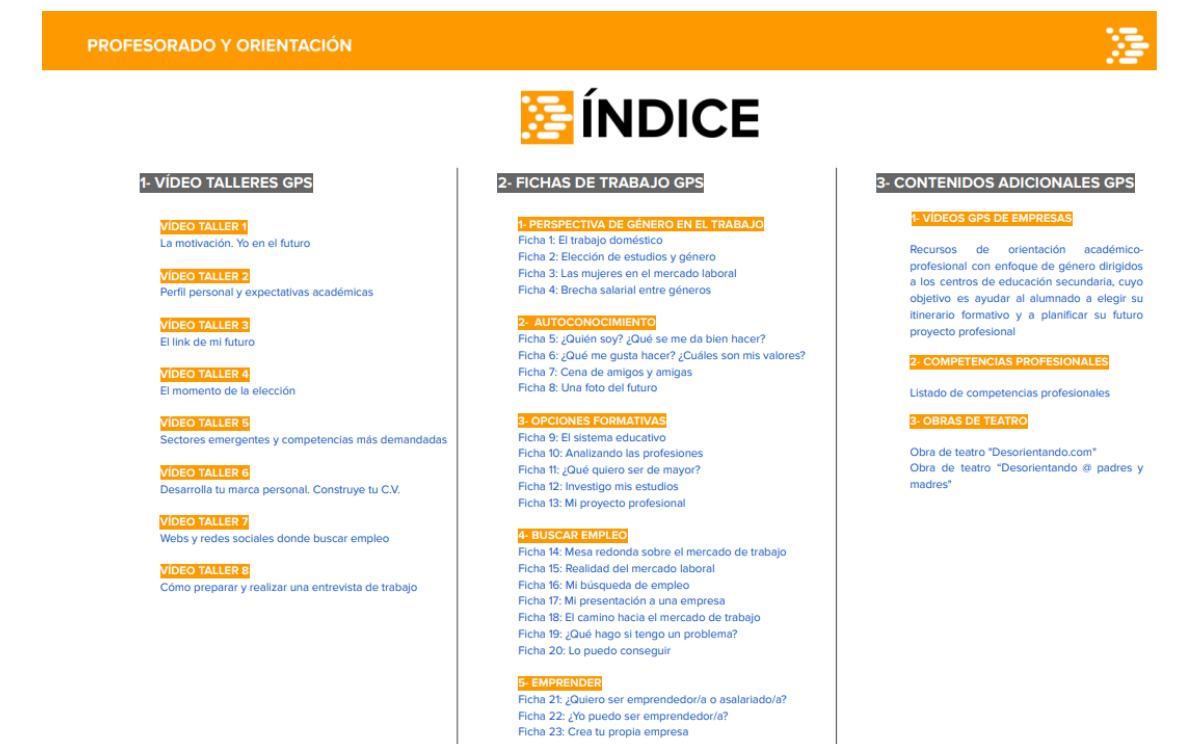 PROFESORADO Y ORIENTACIÓN
ÍNDICE
1- VÍDEO TALLERES GPS
VÍDEO TALLER 1
La motivación. Yo en el futuro
VÍDEO TALLER 2
Perfil personal y expectativas académicas
VÍDEO TALLER 3
El link de mi futuro
VÍDEO TALLER 4
El momento de la elección
VÍDEO TALLER 5
Sectores emergentes y competencias más demandadas
VÍDEO TALLER 6
Desarrolla tu marca personal. Construye tu C.V.
VÍDEO TALLER 7
Webs y redes sociales donde buscar empleo
VÍDEO TALLER 8
Cómo preparar y realizar una entrevista de trabajo
2- FICHAS DE TRABAJO GPS
1- PERSPECTIVA DE GÉNERO EN EL TRABAJO
Ficha 1: El trabajo doméstico
Ficha 2: Elección de estudios y género
Ficha 3: Las mujeres en el mercado laboral
Ficha 4: Brecha salarial entre géneros
2- AUTOCONOCIMIENTO
Ficha 5: ¿Quién soy? ¿Qué se me da bien hacer?
Ficha 6: ¿Qué me gusta hacer? ¿Cuáles son mis valores?
Ficha 7: Cena de amigos y amigas
Ficha 8: Una foto del futuro
3- OPCIONES FORMATIVAS
Ficha 9: El sistema educativo
Ficha 10: Analizando las profesiones
Ficha 11: ¿Qué quiero ser de mayor?
Ficha 12: Investigo mis estudios
Ficha 13: Mi proyecto profesional
4- BUSCAR EMPLEO
Ficha 14: Mesa redonda sobre el mercado de trabajo
Ficha 15: Realidad del mercado laboral
Ficha 16: Mi búsqueda de empleo
Ficha 17: Mi presentación a una empresa
Ficha 18: El camino hacia el mercado de trabajo
Ficha 19: ¿Qué hago si tengo un problema?
Ficha 20: Lo puedo conseguir
5- EMPRENDER
Ficha 21: ¿Quiero ser emprendedor/a o asalariado/a?
Ficha 22: ¿Yo puedo ser emprendedor/a?
Ficha 23: Crea tu propia empresa
3- CONTENIDOS ADICIONALES GPS
1- VÍDEOS GPS DE EMPRESAS
Recursos de orientación académico-
profesional con enfoque de género dirigidos
a los centros de educación secundaria, cuyo
objetivo es ayudar al alumnado a elegir su
itinerario formativo y a planificar su futuro
proyecto profesional
2- COMPETENCIAS PROFESIONALES
Listado de competencias profesionales
3- OBRAS DE TEATRO
Obra de teatro "Desorientando.com"
Obra de teatro "Desorientando @ padres y
madres"